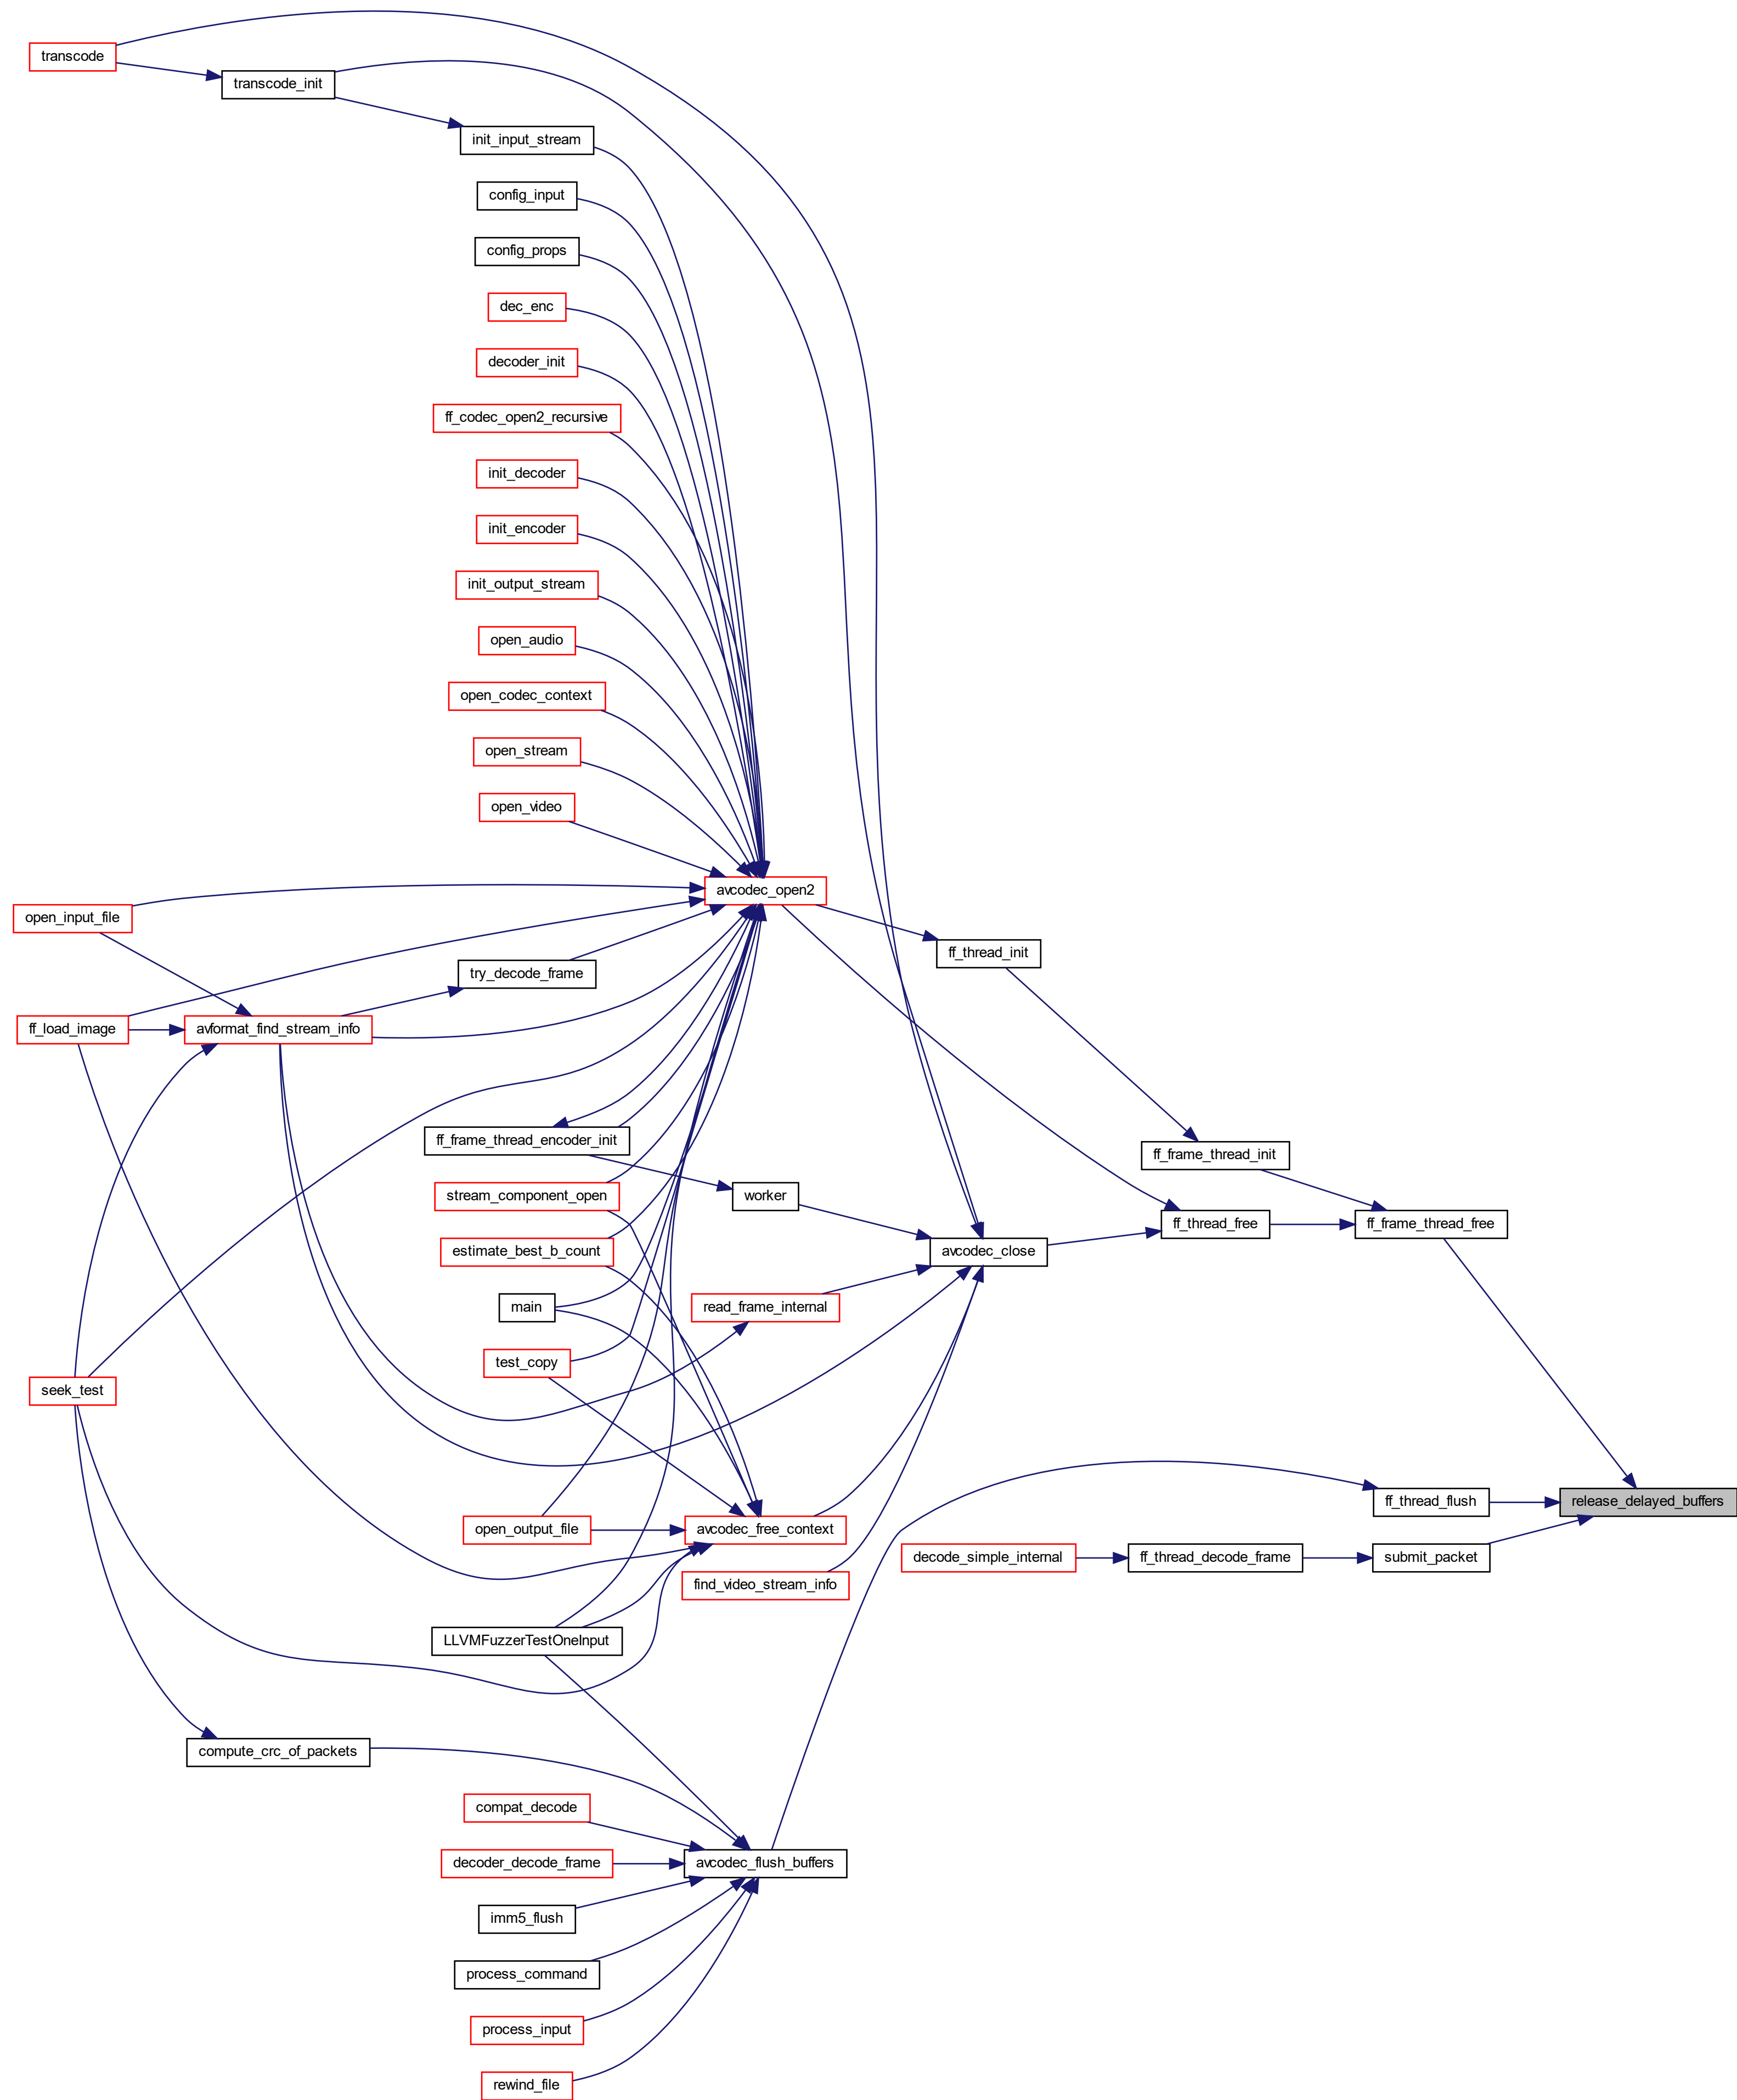 transcode
transcode_init
init_input_stream
config_input
config_props
dec_enc
decoder_init
ff_codec_open2_recursive
init_decoder
init_encoder
init_output_stream
open_audio
open_codec_context
open_stream
open_video
avcodec_open2
open_input_file
ff_thread_init
try_decode_frame
ff_load_image
avformat_find_stream_info
ff_frame_thread_encoder_init
ff_frame_thread_init
stream_component_open
worker
ff_thread_free
ff_frame_thread_free
estimate_best_b_count
avcodec_close
main
read_frame_internal
test_copy
seek_test
ff_thread_flush
release_delayed_buffers
open_output_file
avcodec_free_context
decode_simple_internal
ff_thread_decode_frame
submit_packet
find_video_stream_info
LLVMFuzzerTestOneInput
compute_crc_of_packets
compat_decode
decoder_decode_frame
avcodec_flush_buffers
imm5_flush
process_command
process_input
rewind_file